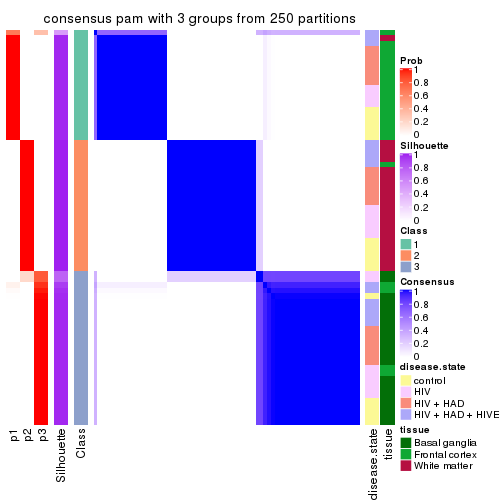 consensus pam with 3 groups from 250 partitions
Prob
1
0.8
0.6
0.4
0.2
0
Silhouette
1
0.8
0.6
0.4
0.2
0
Class
1
2
3
Consensus
1
0.8
0.6
0.4
0.2
0
disease.state
control
HIV
HIV + HAD
HIV + HAD + HIVE
tissue
Basal ganglia
Frontal cortex
White matter
p1
p2
p3
Silhouette
Class
disease.state
tissue